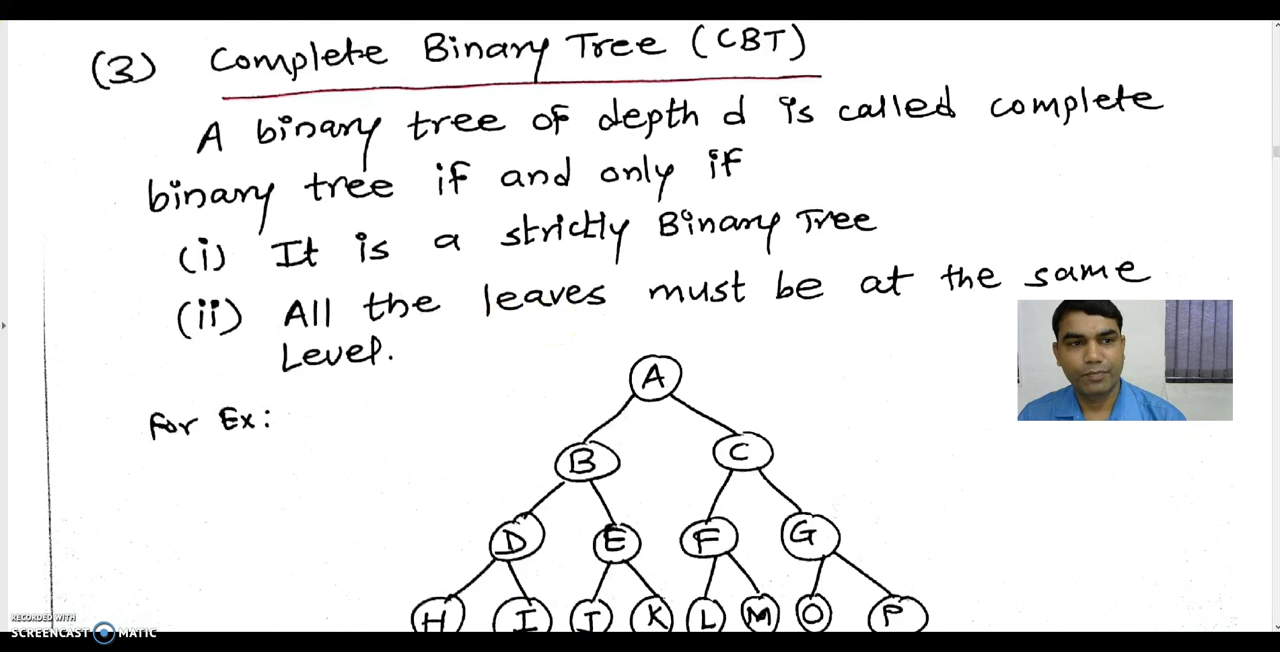 (3) Complete Binary Tree (CBT)
A binary tree of depth d is called complete
binary tree if and only if
(i) It is a strictly Binary Tree
(ii) All the leaves must be at the same
Level.
For Ex:
A
B C
D E F G
H I J K L M O P
RECORDED WITH
SCREENCAST MATIC